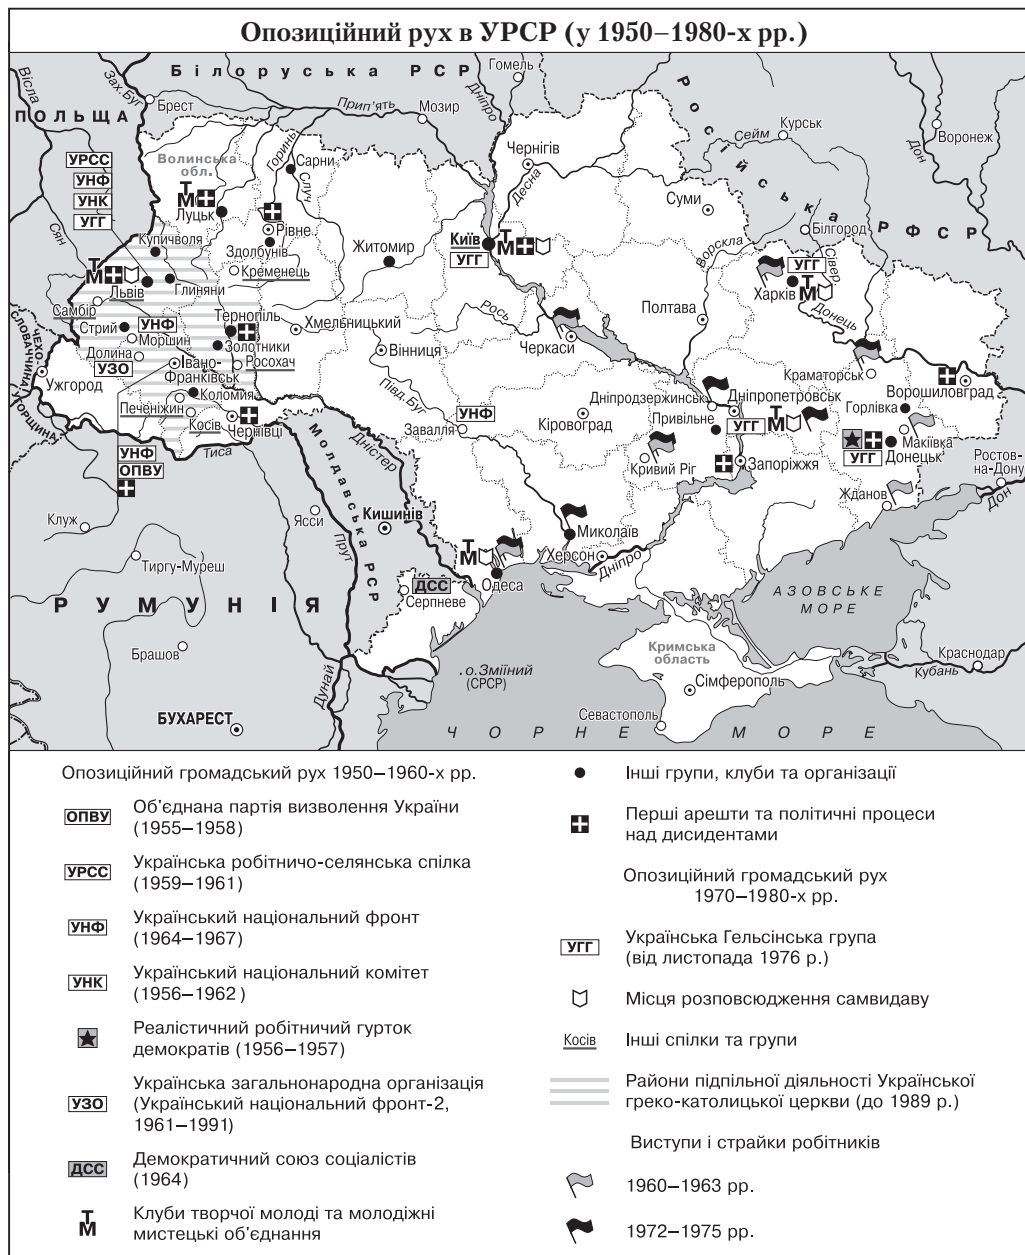 Опозиційний рух в УРСР (у 1950–1980-х рр.)
Білоруська РСР
Гомель
Вісла
Зах. Буг
Брест
Прип'ять
Мозир
Дніпро
Російська РФСР
Сейм
Курськ
Воронеж
Дон
ПОЛЬЩА
Волинська
обл.
Горинь
Сарни
Случ
Чернігів
Десна
Суми
УРСС
УНФ
УНК
УГГ
ТМ
Луцьк
Рівне
Здолбунів
Житомир
Київ
УГГ
ТМ
Ворскла
Білгород
Сівер.
Донець
Сян
Купичволя
Кременець
ТМ
Львів
Глиняни
Самбір
УГГ
Харків
ТМ
Полтава
Рось
Черкаси
Тернопіль
Хмельницький
Стрий
УНФ
Моршин
Золотники
Вінниця
ЧЕХО-
СЛОВАЧЧИНА
УГОРЩИНА
Долина
УЗО
Івано-
Франківськ
Росохач
Ужгород
Краматорськ
Ворошиловград
Печеніжин
Коломия
Косів
Чернівці
Півд. Буг
УНФ
Завалля
Кіровоград
Дніпродзержинськ
Дніпропетровськ
Привільне
УГГ
ТМ
Горлівка
Макіївка
УГГ
Донецьк
Ростов-
на-Дону
Дон
УНФ
ОПВУ
Тиса
Дністер
Молдавська РСР
Кривий Ріг
Запоріжжя
Жданов
Клуж
Ясси
Прут
Кишинів
Миколаїв
Херсон
Дніпро
Тиргу-Муреш
ТМ
Одеса
ДСС
Серпневе
АЗОВСЬКЕ
МОРЕ
РУМУНІЯ
Брашов
Кримська
область
Краснодар
Кубань
о.Зміїний
(СРСР)
Сімферополь
Дунай
БУХАРЕСТ
Севастополь
ЧОРНЕ МОРЕ
Опозиційний громадський рух 1950–1960-х рр.
ОПВУ Об'єднана партія визволення України
(1955–1958)
УРСС Українська робітничо-селянська спілка
(1959–1961)
УНФ Український національний фронт
(1964–1967)
УНК Український національний комітет
(1956–1962)
Реалістичний робітничий гурток
демократів (1956–1957)
УЗО Українська загальнонародна організація
(Український національний фронт-2,
1961–1991)
ДСС Демократичний союз соціалістів
(1964)
ТМ Клуби творчої молоді та молодіжні
мистецькі об'єднання
Інші групи, клуби та організації
Перші арешти та політичні процеси
над дисидентами
Опозиційний громадський рух
1970–1980-х рр.
УГГ Українська Гельсінська група
(від листопада 1976 р.)
Місця розповсюдження самвидаву
Косів Інші спілки та групи
Райони підпільної діяльності Української
греко-католицької церкви (до 1989 р.)
Виступи і страйки робітників
1960–1963 рр.
1972–1975 рр.